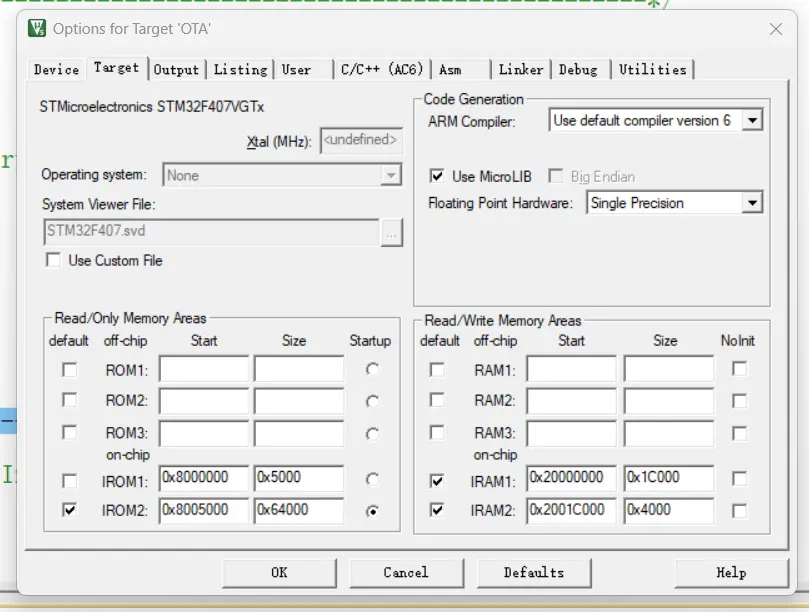 Options for Target 'OTA'
Device Target Output Listing User C/C++ (AC6) Asm Linker Debug Utilities
STMicroelectronics STM32F407VGTx
Xtal (MHz): <undefined>
Operating system: None
System Viewer File:
STM32F407.svd
...
Use Custom File
Code Generation
ARM Compiler: Use default compiler version 6
Use MicroLIB Big Endian
Floating Point Hardware: Single Precision
Read/Only Memory Areas
default off-chip Start Size Startup
ROM1:
ROM2:
ROM3:
on-chip
IROM1: 0x8000000 0x5000
IROM2: 0x8005000 0x64000
Read/Write Memory Areas
default off-chip Start Size NoInit
RAM1:
RAM2:
RAM3:
on-chip
IRAM1: 0x20000000 0x1C000
IRAM2: 0x2001C000 0x4000
OK Cancel Defaults Help